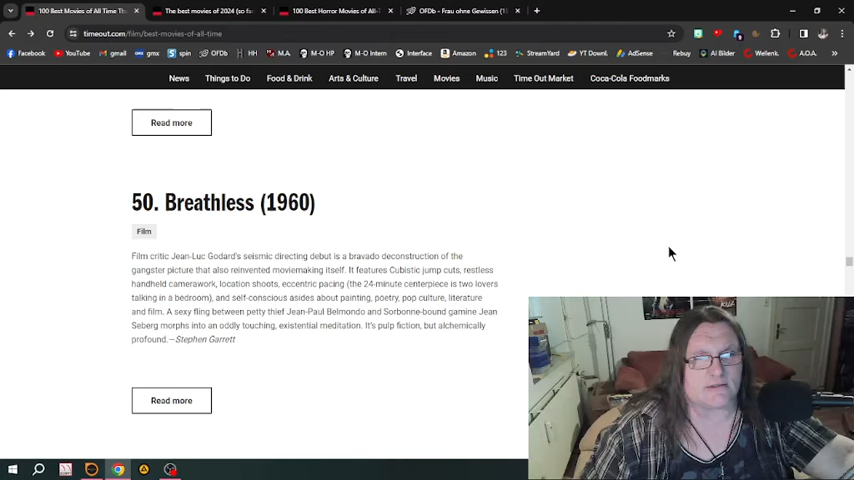 100 Best Movies of All Time Th
The best movies of 2024 (so fa
100 Best Horror Movies of All-T
OFDb - Frau ohne Gewissen (1
timeout.com/film/best-movies-of-all-time
Facebook YouTube gmail gmx spin OFDb M-O HP M-O Intern Interface Amazon 123 StreamYard YT Downl. AdSense Rebuy AI Bilder Wellenk. A.O.A.
News Things to Do Food & Drink Arts & Culture Travel Movies Music Time Out Market Coca-Cola Foodmarks
Read more
50. Breathless (1960)
Film
Film critic Jean-Luc Godard's seismic directing debut is a bravado deconstruction of the
gangster picture that also reinvented moviemaking itself. It features Cubistic jump cuts, restless
handheld camerawork, location shoots, eccentric pacing (the 24-minute centerpiece is two lovers
talking in a bedroom), and self-conscious asides about painting, poetry, pop culture, literature
and film. A sexy fling between petty thief Jean-Paul Belmondo and Sorbonne-bound gamine Jean
Seberg morphs into an oddly touching, existential meditation. It's pulp fiction, but alchemically
profound.—Stephen Garrett
Read more